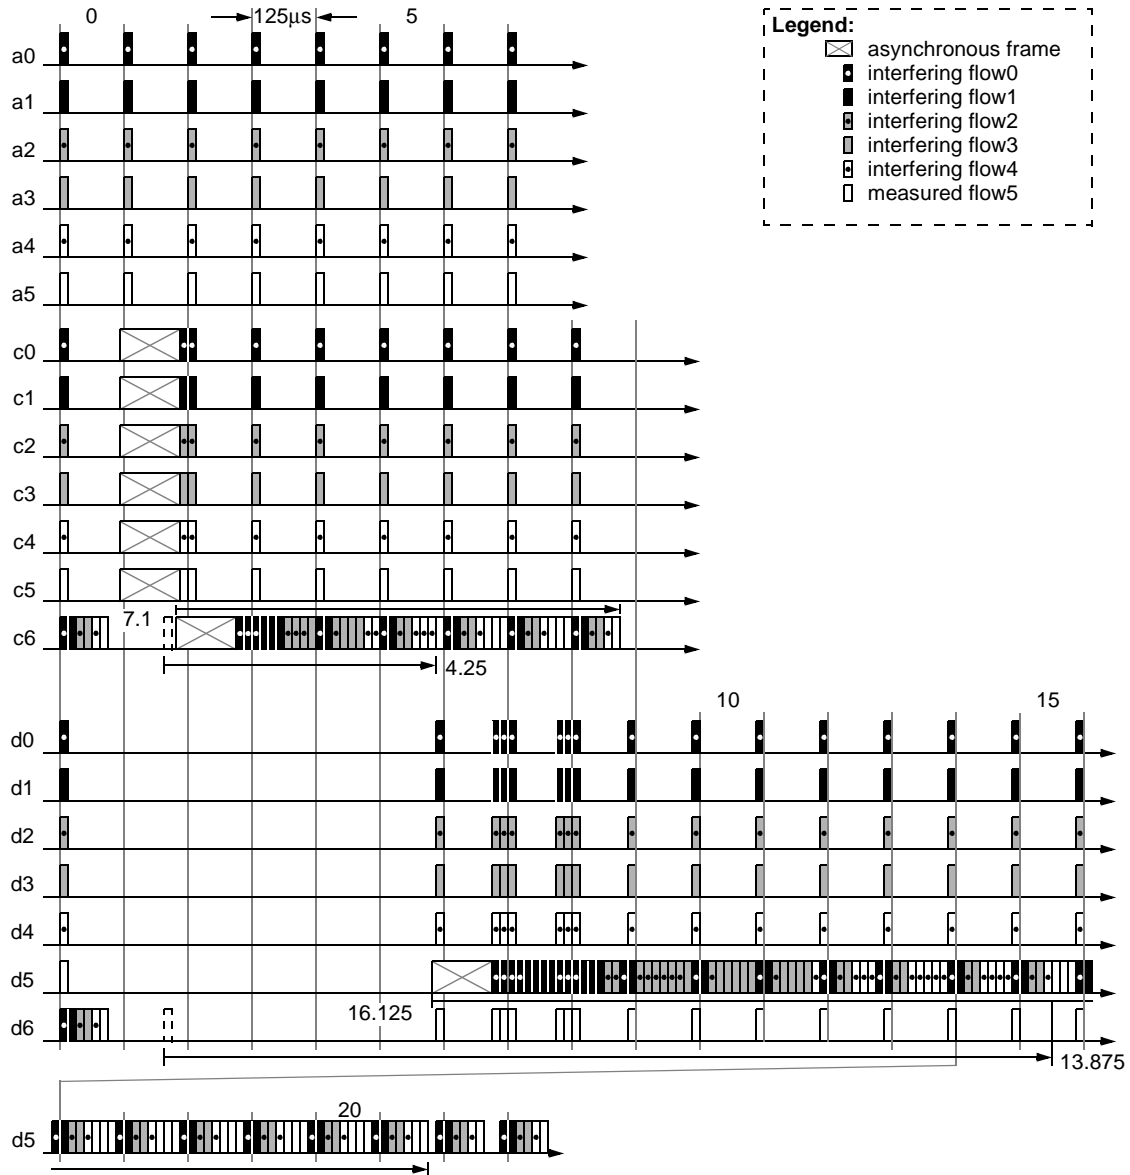 0 125μs 5
Legend:
asynchronous frame
interfering flow0
interfering flow1
interfering flow2
interfering flow3
interfering flow4
measured flow5
a0
a1
a2
a3
a4
a5
c0
c1
c2
c3
c4
c5
7.1
c6
4.25
10 15
d0
d1
d2
d3
d4
d5
16.125
d6
13.875
20
d5